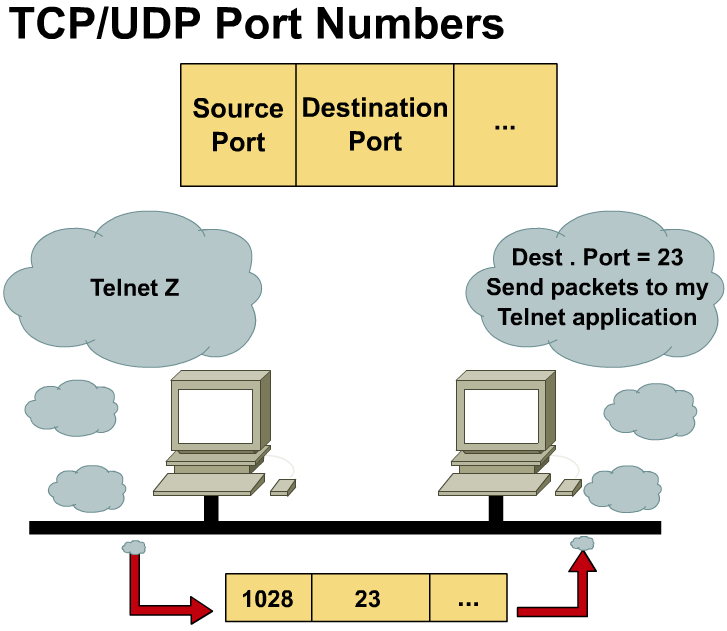 TCP/UDP Port Numbers
Source
Port
Destination
Port
...
Telnet Z
Dest . Port = 23
Send packets to my
Telnet application
1028
23
...